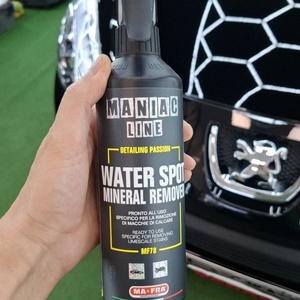 MANIAC
LINE
DETAILING PASSION
WATER SPOT
MINERAL REMOVER
PRONTO ALL'USO
SPECIFICO PER LA RIMOZIONE
DI MACCHIE DI CALCARE
READY TO USE
SPECIFIC FOR REMOVING
LIMESCALE STAINS
MF78
MA-FRA